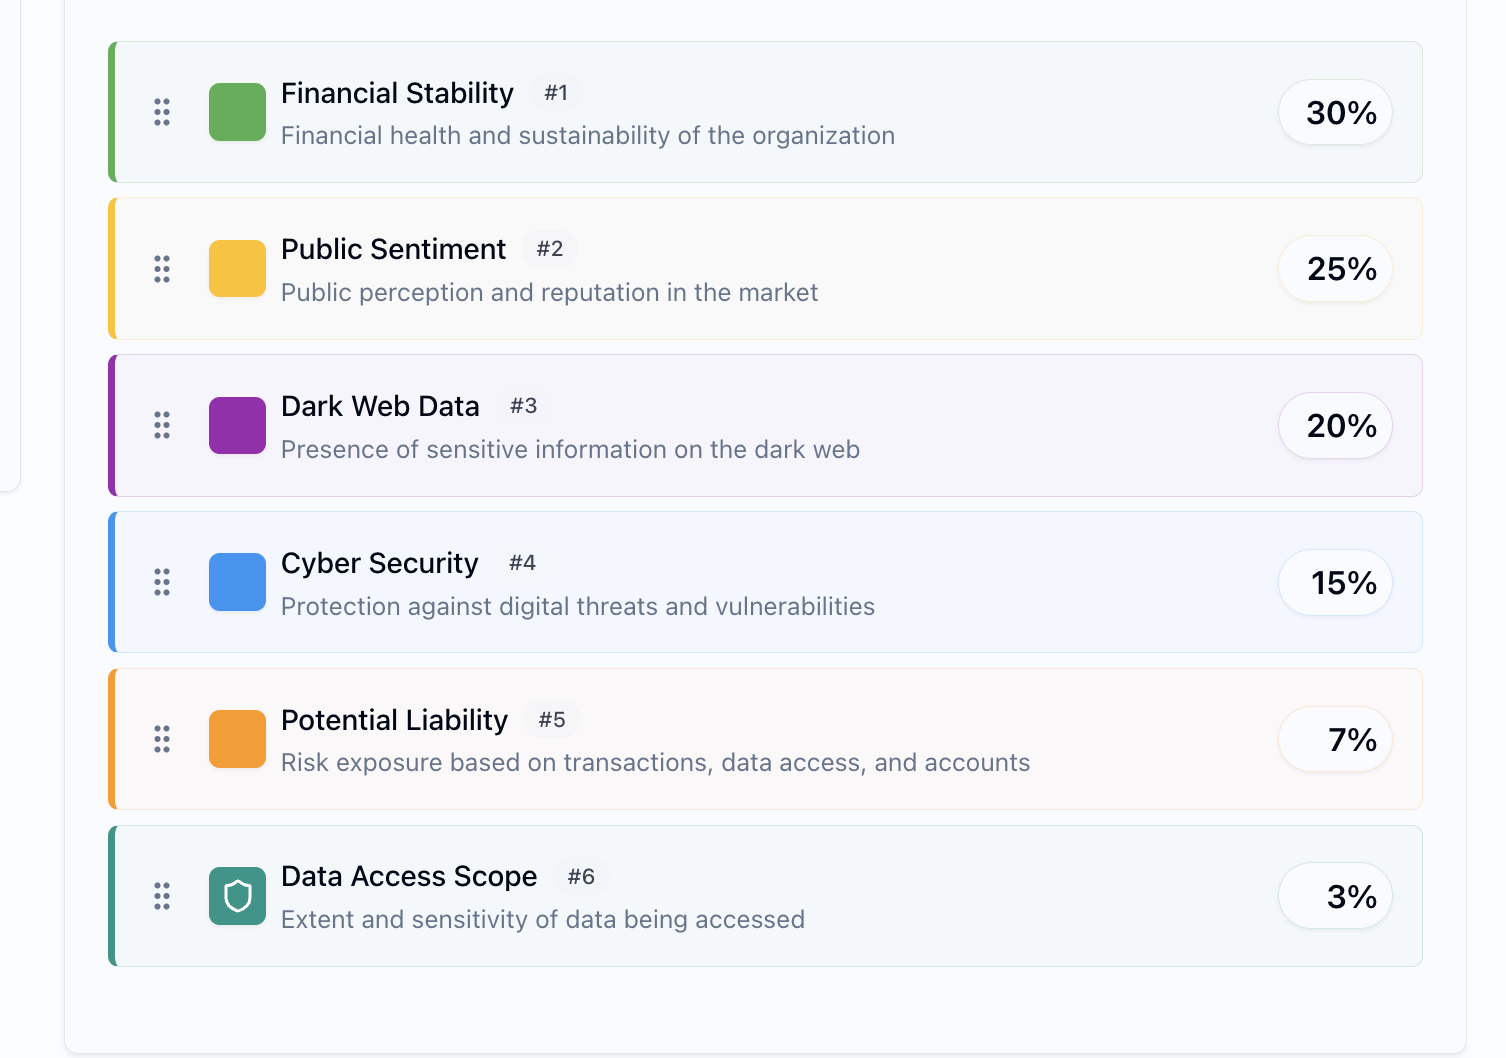 Financial Stability #1
Financial health and sustainability of the organization
30%
Public Sentiment #2
Public perception and reputation in the market
25%
Dark Web Data #3
Presence of sensitive information on the dark web
20%
Cyber Security #4
Protection against digital threats and vulnerabilities
15%
Potential Liability #5
Risk exposure based on transactions, data access, and accounts
7%
Data Access Scope #6
Extent and sensitivity of data being accessed
3%